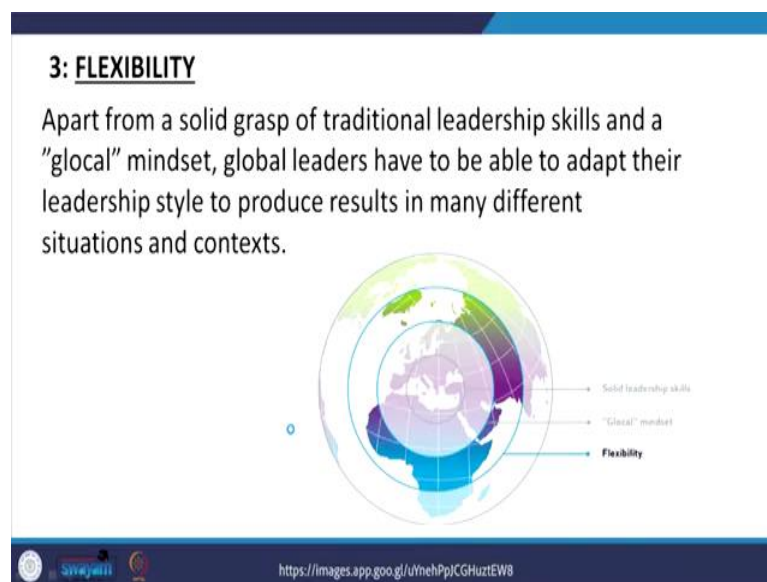 3: FLEXIBILITY
Apart from a solid grasp of traditional leadership skills and a
”glocal” mindset, global leaders have to be able to adapt their
leadership style to produce results in many different
situations and contexts.
Solid leadership skills
"Glocal" mindset
Flexibility
swayam
https://images.app.goo.gl/uYnehPpJCGHuztEW8